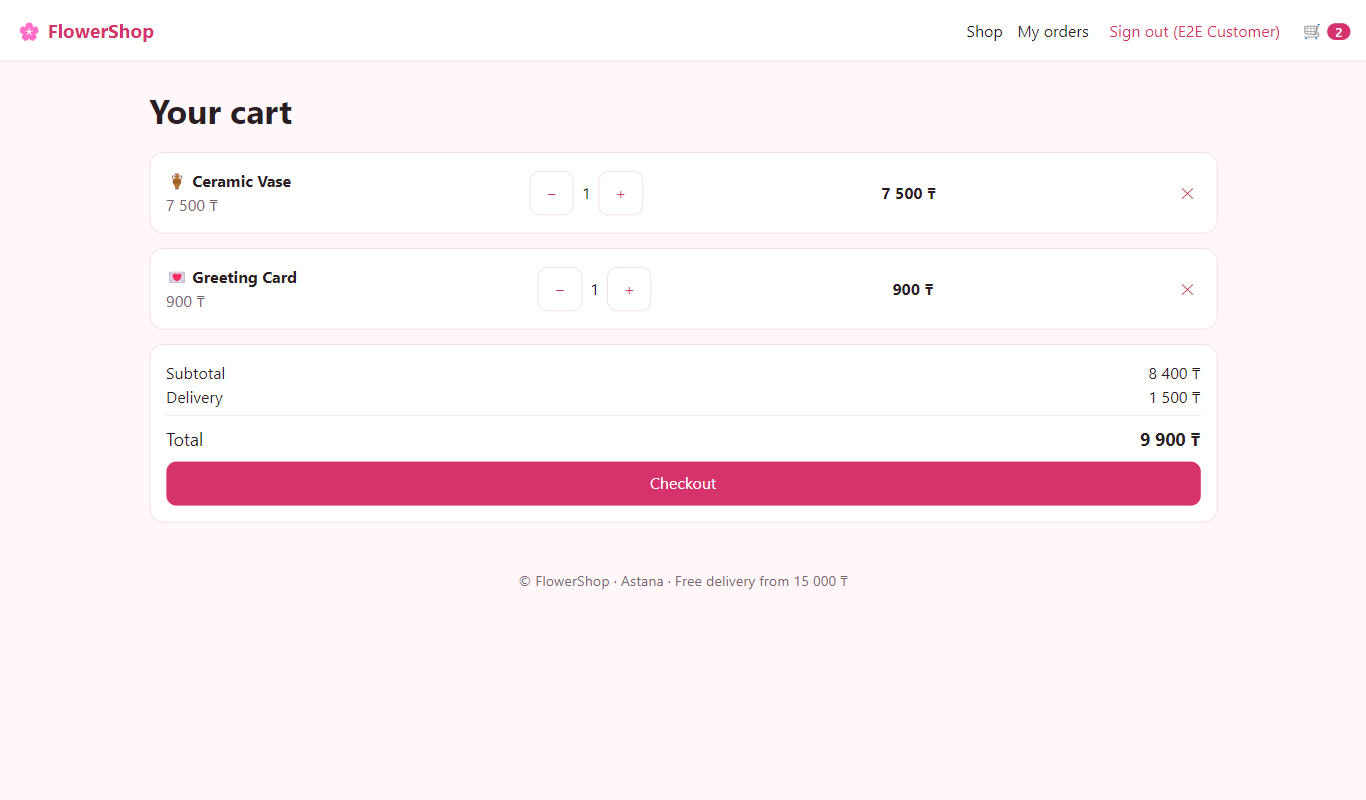 FlowerShop
Shop My orders Sign out (E2E Customer) 2
Your cart
Ceramic Vase
7 500 ₸
− 1 +
7 500 ₸
×
Greeting Card
900 ₸
− 1 +
900 ₸
×
Subtotal 8 400 ₸
Delivery 1 500 ₸
Total 9 900 ₸
Checkout
© FlowerShop · Astana · Free delivery from 15 000 ₸